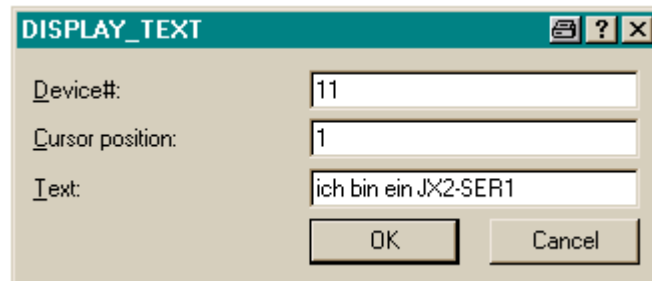 DISPLAY_TEXT ?
Device#: 11
Cursor position: 1
Text: ich bin ein JX2-SER1
OK Cancel